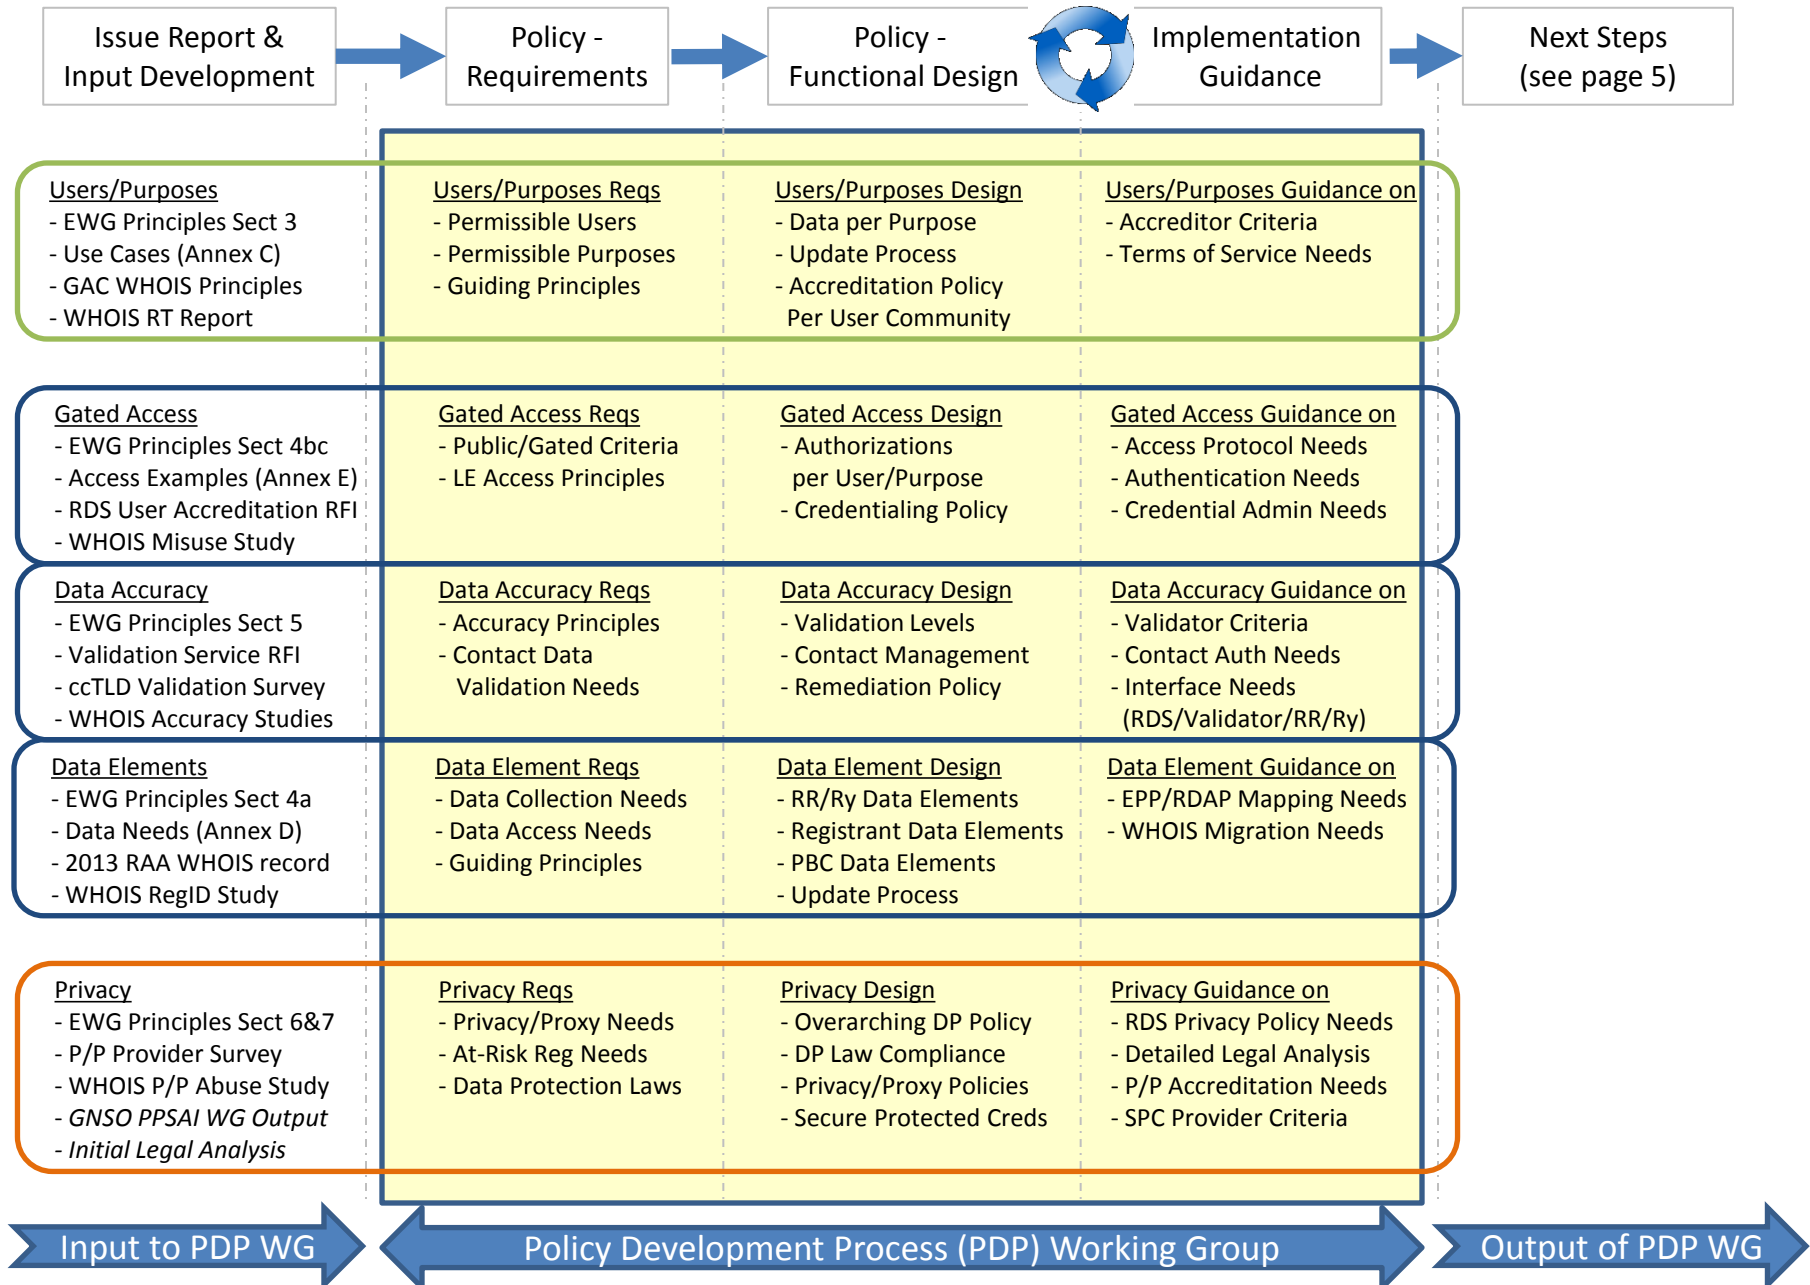 Issue Report &
Input Development
Policy -
Requirements
Policy -
Functional Design
Implementation
Guidance
Next Steps
(see page 5)
Users/Purposes
- EWG Principles Sect 3
- Use Cases (Annex C)
- GAC WHOIS Principles
- WHOIS RT Report
Users/Purposes Reqs
- Permissible Users
- Permissible Purposes
- Guiding Principles
Users/Purposes Design
- Data per Purpose
- Update Process
- Accreditation Policy
Per User Community
Users/Purposes Guidance on
- Accreditor Criteria
- Terms of Service Needs
Gated Access
- EWG Principles Sect 4bc
- Access Examples (Annex E)
- RDS User Accreditation RFI
- WHOIS Misuse Study
Gated Access Reqs
- Public/Gated Criteria
- LE Access Principles
Gated Access Design
- Authorizations
per User/Purpose
- Credentialing Policy
Gated Access Guidance on
- Access Protocol Needs
- Authentication Needs
- Credential Admin Needs
Data Accuracy
- EWG Principles Sect 5
- Validation Service RFI
- ccTLD Validation Survey
- WHOIS Accuracy Studies
Data Accuracy Reqs
- Accuracy Principles
- Contact Data
Validation Needs
Data Accuracy Design
- Validation Levels
- Contact Management
- Remediation Policy
Data Accuracy Guidance on
- Validator Criteria
- Contact Auth Needs
- Interface Needs
(RDS/Validator/RR/Ry)
Data Elements
- EWG Principles Sect 4a
- Data Needs (Annex D)
- 2013 RAA WHOIS record
- WHOIS RegID Study
Data Element Reqs
- Data Collection Needs
- Data Access Needs
- Guiding Principles
Data Element Design
- RR/Ry Data Elements
- Registrant Data Elements
- PBC Data Elements
- Update Process
Data Element Guidance on
- EPP/RDAP Mapping Needs
- WHOIS Migration Needs
Privacy
- EWG Principles Sect 6&7
- P/P Provider Survey
- WHOIS P/P Abuse Study
- GNSO PPSAI WG Output
- Initial Legal Analysis
Privacy Reqs
- Privacy/Proxy Needs
- At-Risk Reg Needs
- Data Protection Laws
Privacy Design
- Overarching DP Policy
- DP Law Compliance
- Privacy/Proxy Policies
- Secure Protected Creds
Privacy Guidance on
- RDS Privacy Policy Needs
- Detailed Legal Analysis
- P/P Accreditation Needs
- SPC Provider Criteria
Input to PDP WG
Policy Development Process (PDP) Working Group
Output of PDP WG